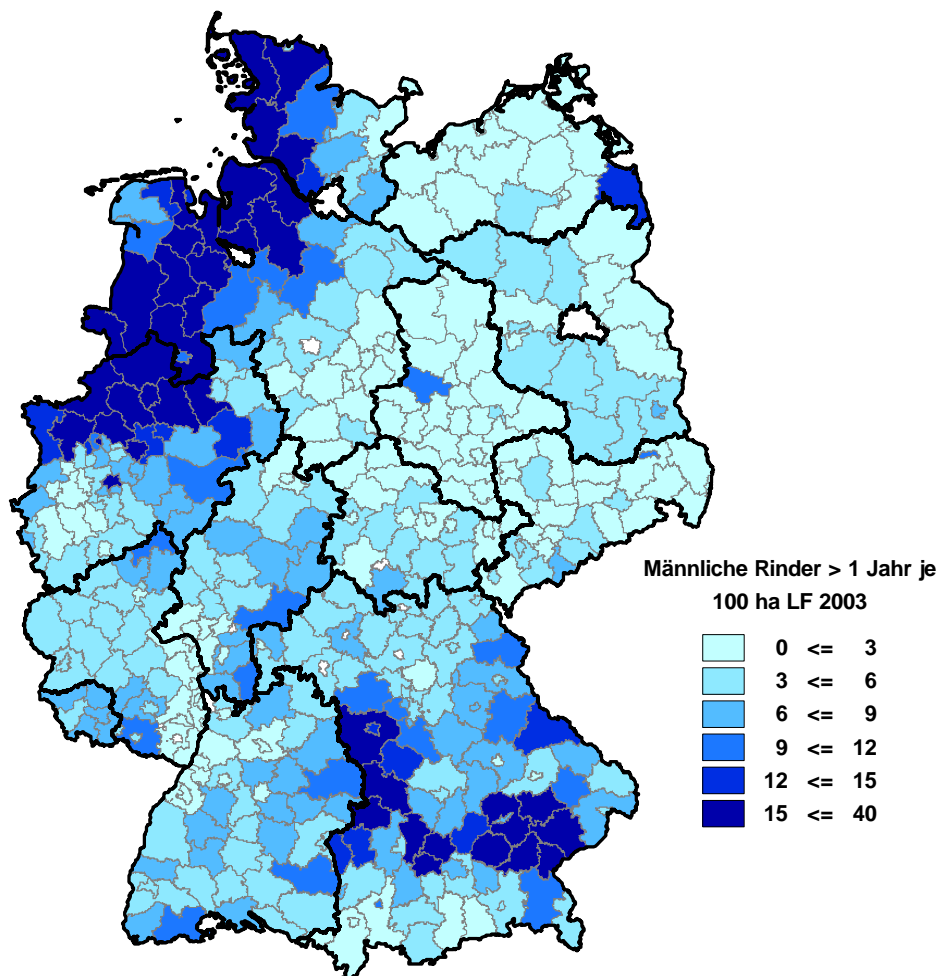 Männliche Rinder > 1 Jahr je
100 ha LF 2003
0 <= 3
3 <= 6
6 <= 9
9 <= 12
12 <= 15
15 <= 40